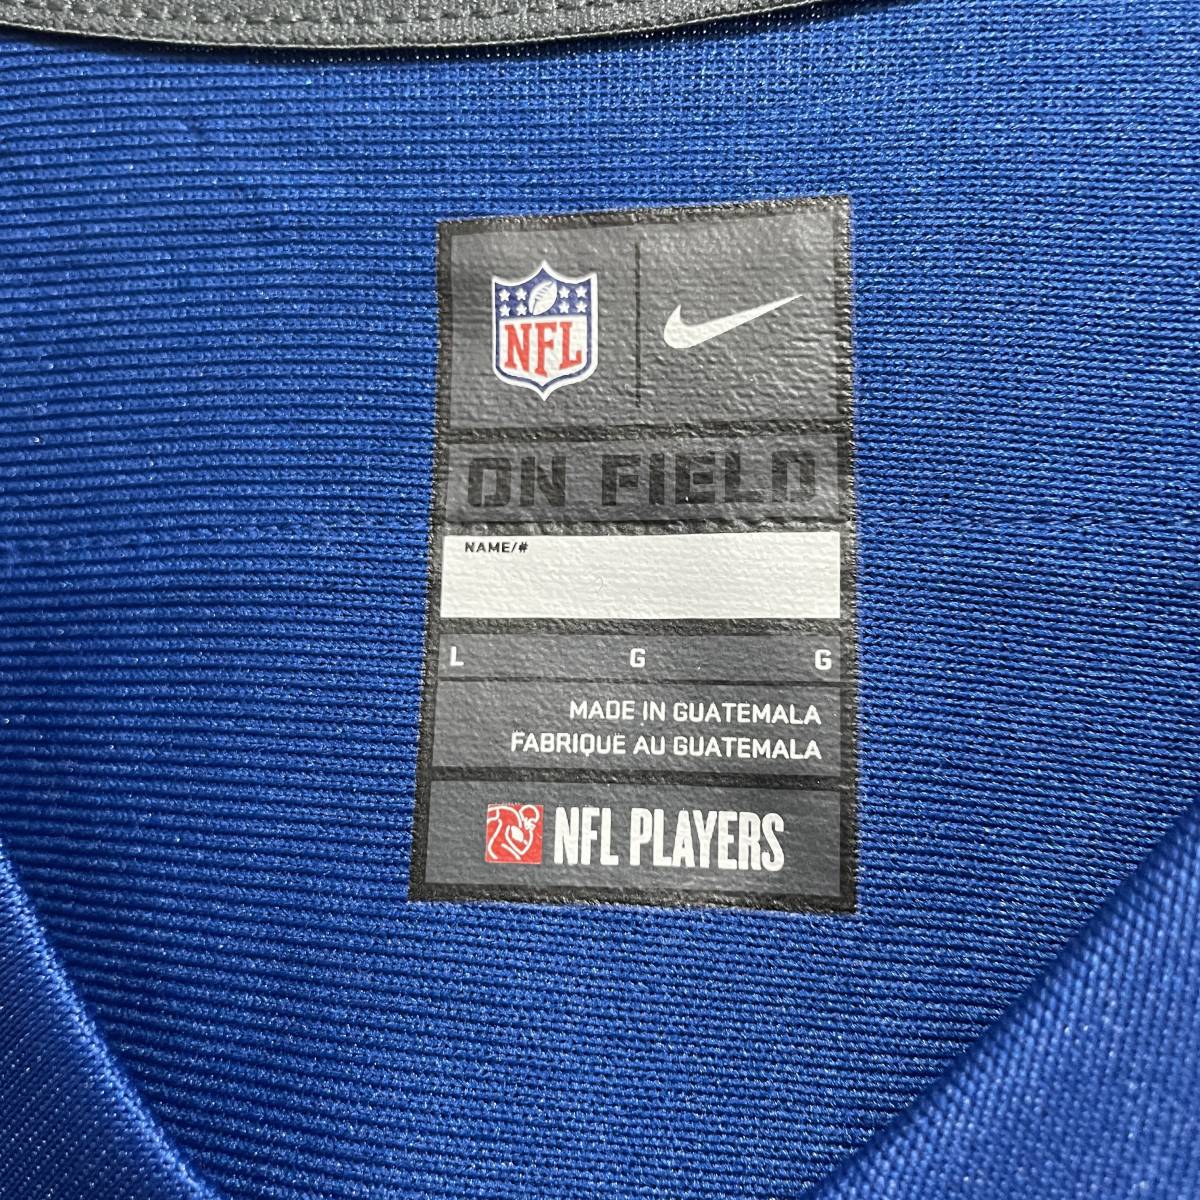 NFL
ON FIELD
NAME/#
L G G
MADE IN GUATEMALA
FABRIQUE AU GUATEMALA
NFL PLAYERS